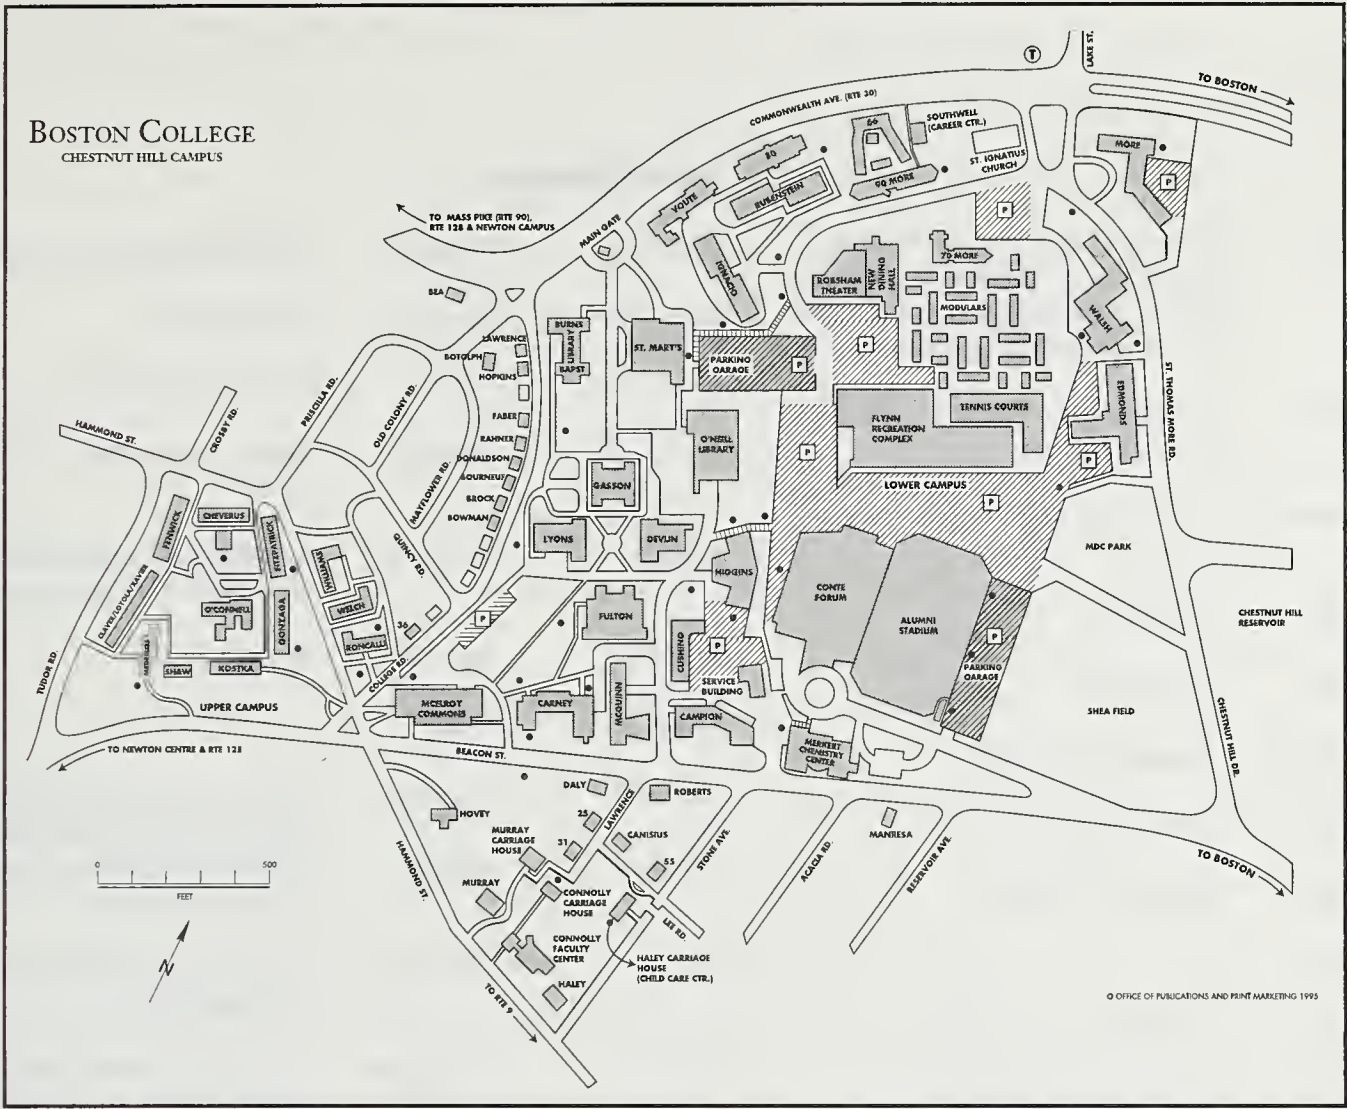 BOSTON COLLEGE
CHESTNUT HILL CAMPUS
T
LAKE ST.
TO BOSTON
COMMONWEALTH AVE. (RTE 30)
66
SOUTHWELL
(CAREER CTR.)
ST. IGNATIUS
CHURCH
MORE
P
80
90 MORE
RUBENSTEIN
VOUTE
P
TO MASS PIKE (RTE 90),
RTE 128 & NEWTON CAMPUS
MAIN GATE
IGNACIO
70 MORE
ROBSHAM
THEATER
NEW
DINING
HALL
MODULARS
WALSH
BEA
LAWRENCE
BOTOLPH
HOPKINS
BURNS
LIBRARY
BAPST
ST. MARY'S
PARKING
GARAGE
P
P
ST. THOMAS MORE RD.
EDMONDS
PRISCILLA RD.
OLD COLONY RD.
MAYFLOWER RD.
FABER
RAHNER
DONALDSON
BOURNEUF
BROCK
BOWMAN
O'NEILL
LIBRARY
FLYNN
RECREATION
COMPLEX
TENNIS COURTS
P
P
LOWER CAMPUS
P
HAMMOND ST.
CROSBY RD.
GASSON
FENWICK
CHEVERUS
FITZPATRICK
LYONS
DEVLIN
MDC PARK
QUINCY RD.
WILLIAMS
WELCH
HIGGINS
CONTE
FORUM
ALUMNI
STADIUM
CHESTNUT HILL
RESERVOIR
CLAVER/LOYOLA/XAVIER
O'CONNELL
GONZAGA
RONCALLI
36
P
FULTON
CUSHING
P
P
PARKING
GARAGE
TUDOR RD.
MEDEIROS
SHAW
KOSTKA
COLLEGE RD.
SERVICE
BUILDING
UPPER CAMPUS
MCELROY
COMMONS
CARNEY
MCGUINN
CAMPION
SHEA FIELD
CHESTNUT HILL DR.
MERKERT
CHEMISTRY
CENTER
TO NEWTON CENTRE & RTE 128
BEACON ST.
DALY
LAWRENCE
ROBERTS
HOVEY
25
MURRAY
CARRIAGE
HOUSE
31
CANISIUS
55
STONE AVE.
ACACIA RD.
MANRESA
RESERVOIR AVE.
TO BOSTON
0
500
FEET
HAMMOND ST.
MURRAY
CONNOLLY
CARRIAGE
HOUSE
LEE RD.
N
CONNOLLY
FACULTY
CENTER
HALEY CARRIAGE
HOUSE
(CHILD CARE CTR.)
HALEY
TO RTE 9
© OFFICE OF PUBLICATIONS AND PRINT MARKETING 1995